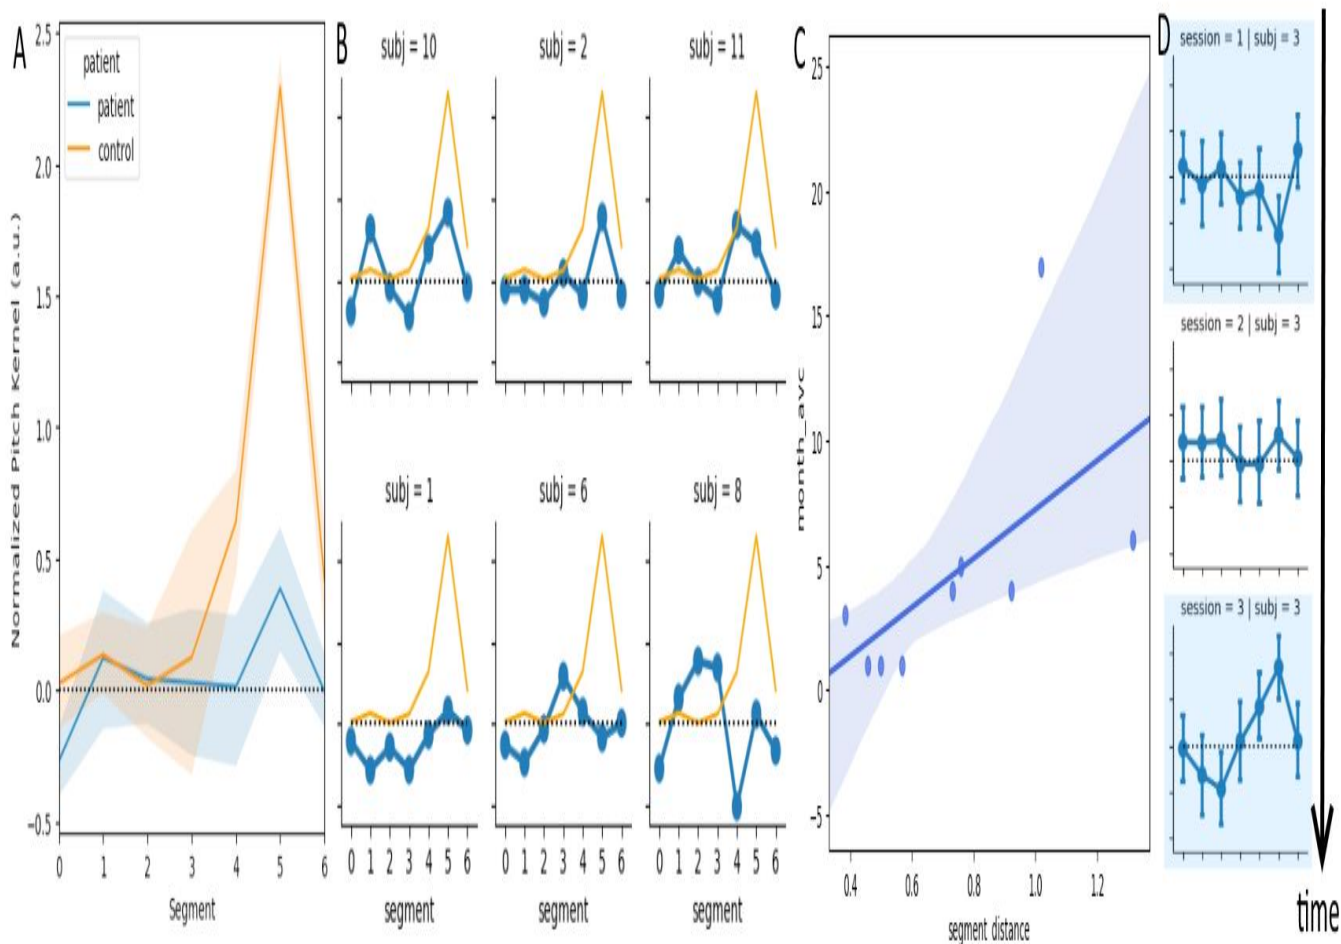 A
Normalized Pitch Kernel (a.u.)
2.5
2.0
1.5
1.0
0.5
0.0
−0.5
patient
patient
control
0 1 2 3 4 5 6
Segment
B
subj = 10 subj = 2 subj = 11
subj = 1 subj = 6 subj = 8
0 1 2 3 4 5 6 0 1 2 3 4 5 6 0 1 2 3 4 5 6
segment segment segment
C
month_avc
25
20
15
10
5
0
−5
0.4 0.6 0.8 1.0 1.2
segment distance
D
session = 1 | subj = 3
session = 2 | subj = 3
session = 3 | subj = 3
time